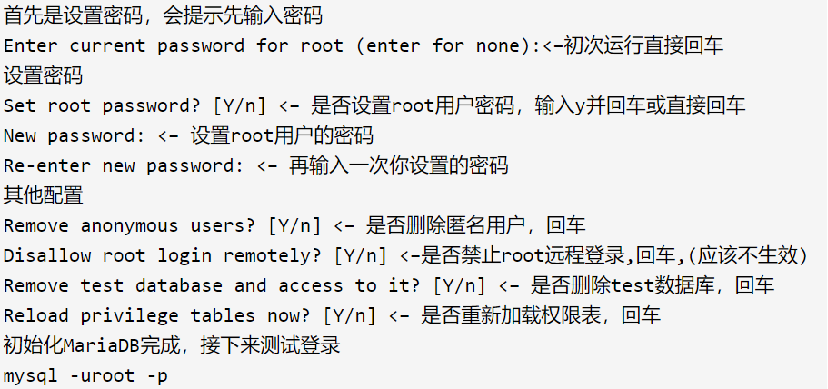 首先是设置密码，会提示先输入密码
Enter current password for root (enter for none):<–初次运行直接回车
设置密码
Set root password? [Y/n] <– 是否设置root用户密码，输入y并回车或直接回车
New password: <– 设置root用户的密码
Re-enter new password: <– 再输入一次你设置的密码
其他配置
Remove anonymous users? [Y/n] <– 是否删除匿名用户，回车
Disallow root login remotely? [Y/n] <–是否禁止root远程登录,回车,(应该不生效)
Remove test database and access to it? [Y/n] <– 是否删除test数据库，回车
Reload privilege tables now? [Y/n] <– 是否重新加载权限表，回车
初始化MariaDB完成，接下来测试登录
mysql -uroot -p